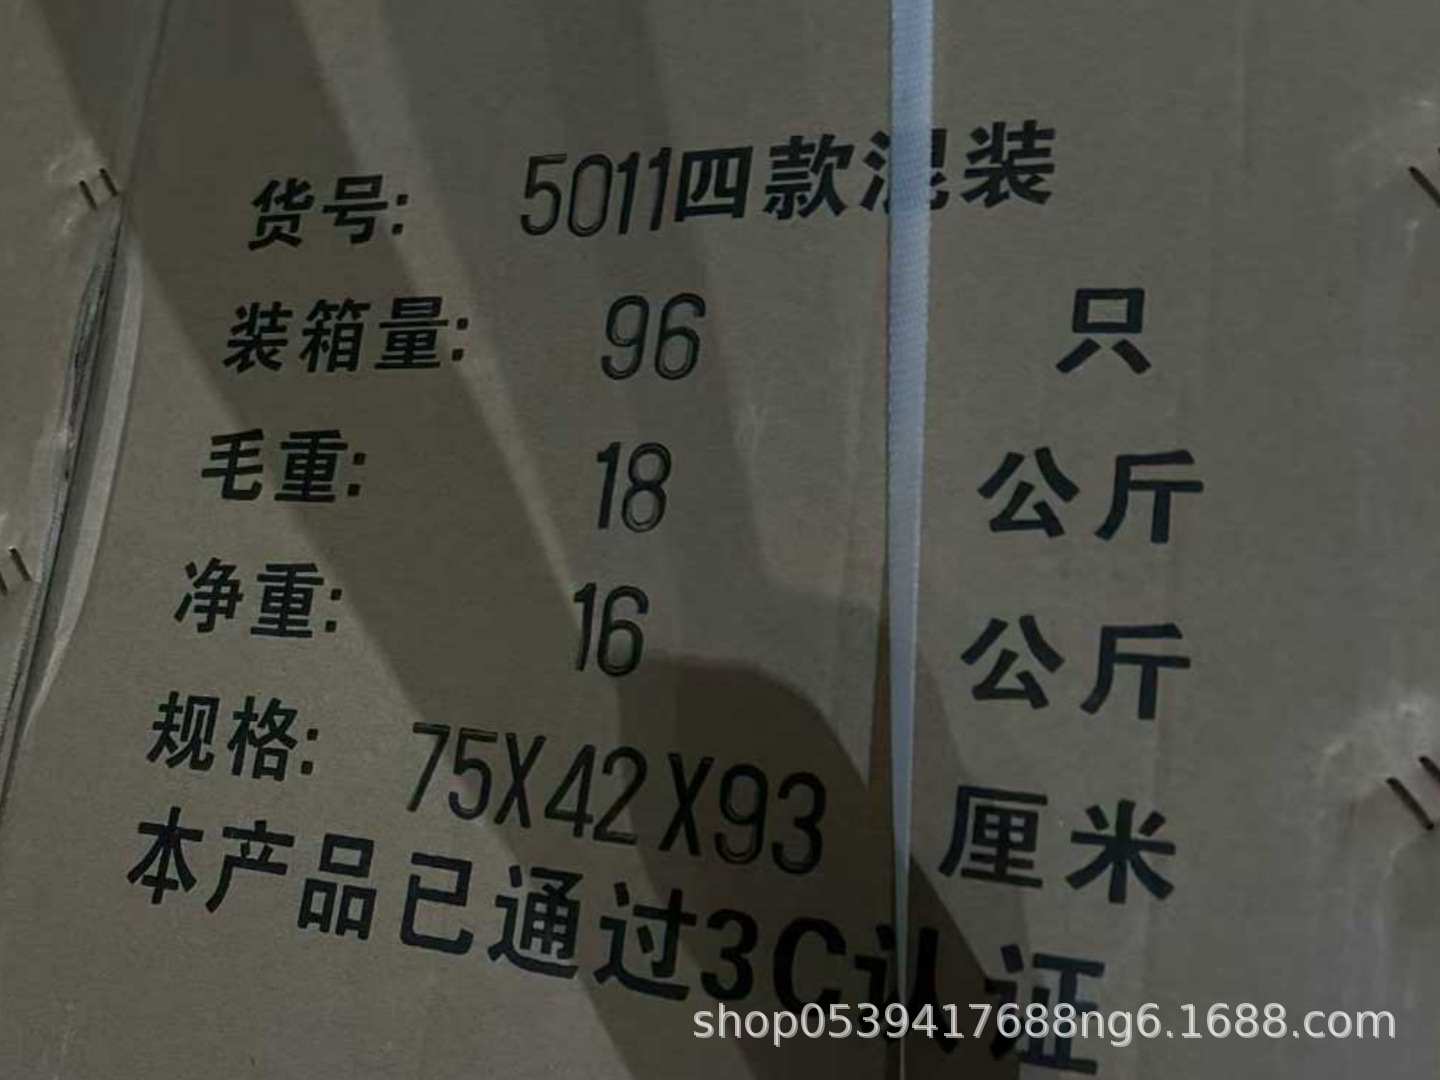 货号: 5011四款混装
装箱量: 96 只
毛重: 18 公斤
净重: 16 公斤
规格: 75X42X93 厘米
本产品已通过3C认证
shop0539417688ng6.1688.com